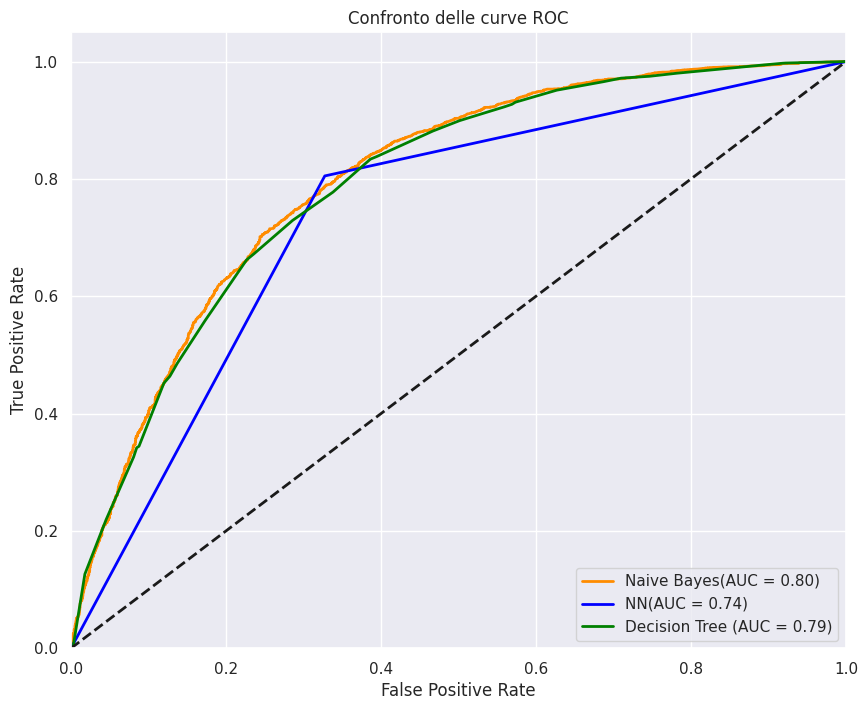 Confronto delle curve ROC
True Positive Rate
1.0
0.8
0.6
0.4
0.2
0.0
Naive Bayes(AUC = 0.80)
NN(AUC = 0.74)
Decision Tree (AUC = 0.79)
0.0 0.2 0.4 0.6 0.8 1.0
False Positive Rate